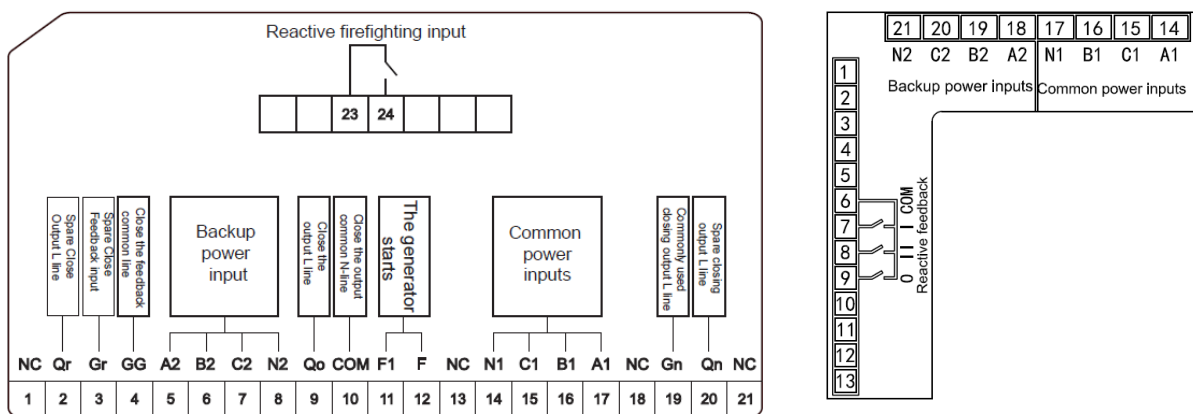 Reactive firefighting input
23 24
Spare Close
Output L line
Spare Close
Feedback input
Close the feedback
common line
Backup
power
input
Close the
output L line
Close the output
common N-line
The generator
starts
Common
power
inputs
Commonly used
closing output L line
Spare closing
output L line
NC Qr Gr GG A2 B2 C2 N2 Qo COM F1 F NC N1 C1 B1 A1 NC Gn Qn NC
1 2 3 4 5 6 7 8 9 10 11 12 13 14 15 16 17 18 19 20 21
21 20 19 18 17 16 15 14
N2 C2 B2 A2 N1 B1 C1 A1
Backup power inputs Common power inputs
1
2
3
4
5
6
7
8
9
10
11
12
13
O II I COM
Reactive feedback